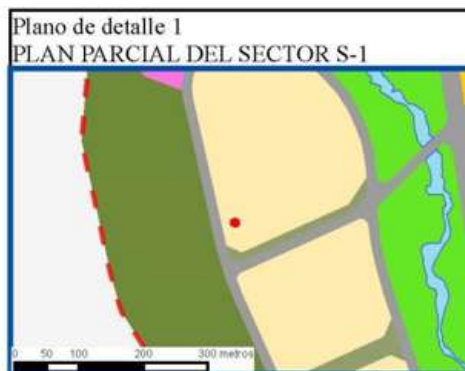 Plano de detalle 1
PLAN PARCIAL DEL SECTOR S-1
0 50 100 200 300 metros